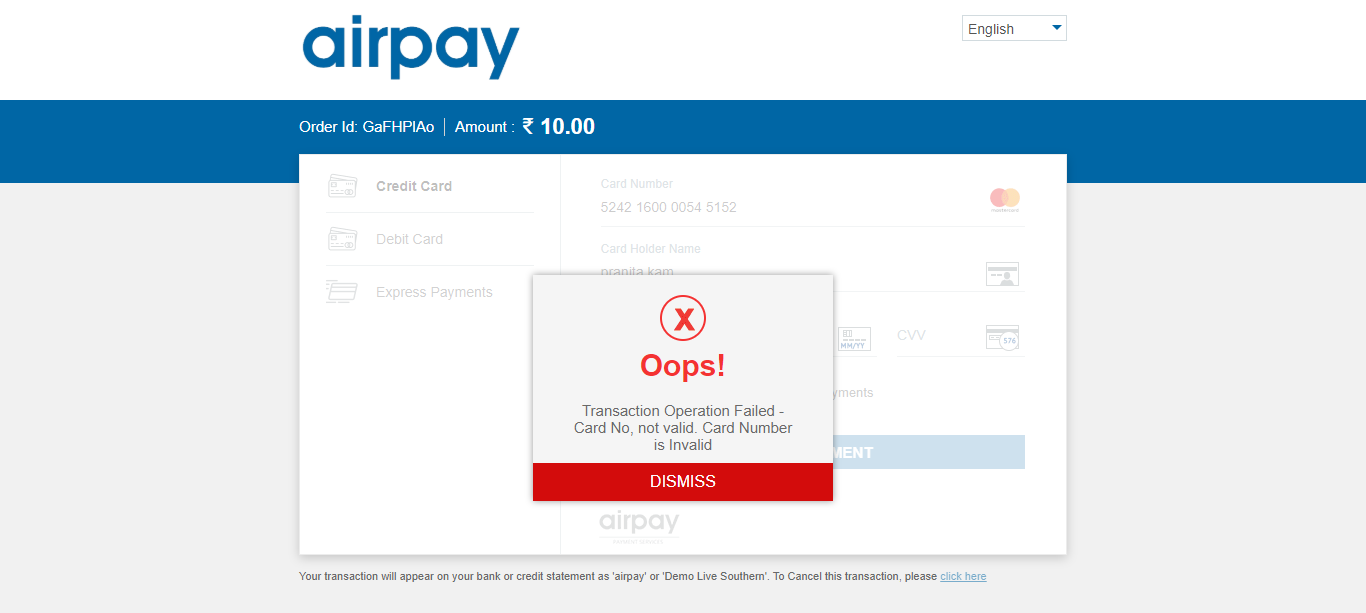 airpay
English
Order Id: GaFHPIAo | Amount : ₹ 10.00
Credit Card
Debit Card
Express Payments
Card Number
5242 1600 0054 5152
mastercard
Card Holder Name
pranita kam
MM/YY
CVV
576
yments
MENT
X
Oops!
Transaction Operation Failed -
Card No, not valid. Card Number
is Invalid
DISMISS
airpay
PAYMENT SERVICES
Your transaction will appear on your bank or credit statement as 'airpay' or 'Demo Live Southern'. To Cancel this transaction, please click here